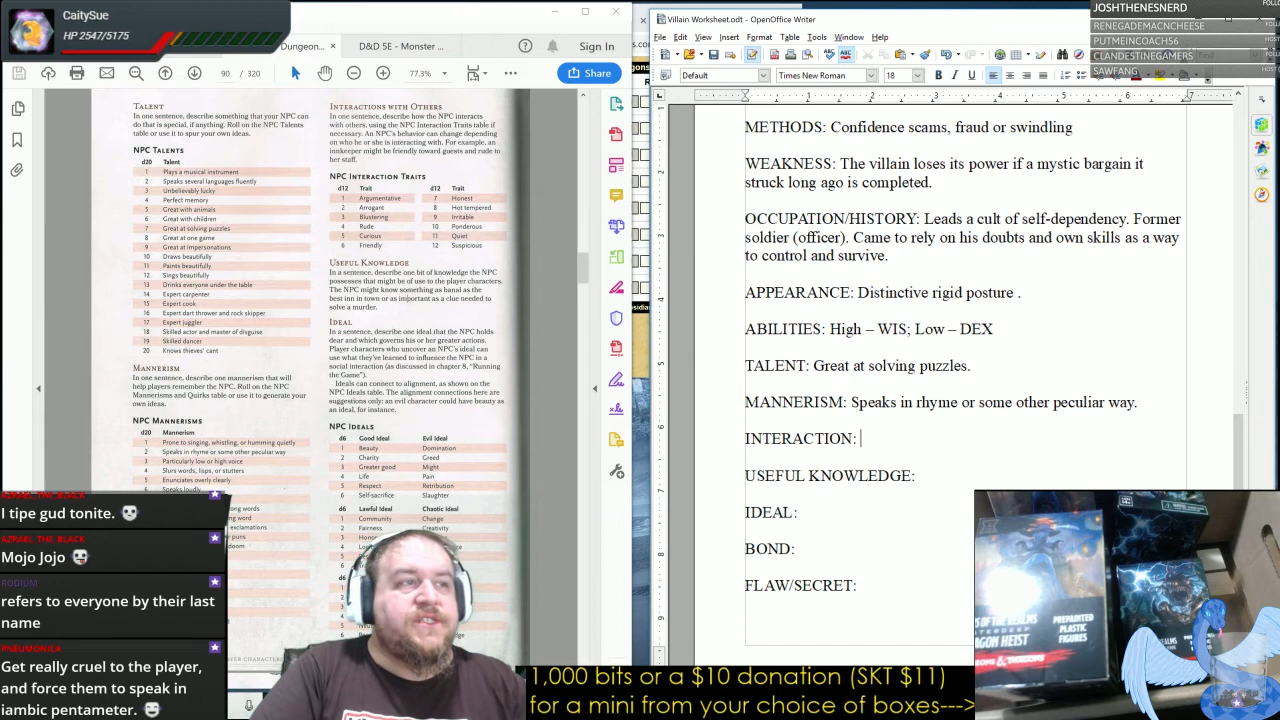 CaitySue
HP 2547/5175
Dungeon...
D&D 5E - Monster ...
Sign In
90 / 320
77.3%
Share
TALENT
In one sentence, describe something that your NPC can
do that is special, if anything. Roll on the NPC Talents
table or use it to spur your own ideas.
NPC TALENTS
d20 Talent
1 Plays a musical instrument
2 Speaks several languages fluently
3 Unbelievably lucky
4 Perfect memory
5 Great with animals
6 Great with children
7 Great at solving puzzles
8 Great at one game
9 Great at impersonations
10 Draws beautifully
11 Paints beautifully
12 Sings beautifully
13 Drinks everyone under the table
14 Expert carpenter
15 Expert cook
16 Expert dart thrower and rock skipper
17 Expert juggler
18 Skilled actor and master of disguise
19 Skilled dancer
20 Knows thieves' cant
MANNERISM
In one sentence, describe one mannerism that will
help players remember the NPC. Roll on the NPC
Mannerisms and Quirks table or use it to generate your
own ideas.
NPC MANNERISMS
d20 Mannerism
1 Prone to singing, whistling, or humming quietly
2 Speaks in rhyme or some other peculiar way
3 Particularly low or high voice
4 Slurs words, lisps, or stutters
5 Enunciates overly clearly
6 Speaks loudly
INTERACTIONS WITH OTHERS
In one sentence, describe how the NPC interacts
with others, using the NPC Interaction Traits table if
necessary. An NPC's behavior can change depending
on who he or she is interacting with. For example, an
innkeeper might be friendly toward guests and rude to
her staff.
NPC INTERACTION TRAITS
d12 Trait d12 Trait
1 Argumentative 7 Honest
2 Arrogant 8 Hot tempered
3 Blustering 9 Irritable
4 Rude 10 Ponderous
5 Curious 11 Quiet
6 Friendly 12 Suspicious
USEFUL KNOWLEDGE
In a sentence, describe one bit of knowledge the NPC
possesses that might be of use to the player characters.
The NPC might know something as banal as the
best inn in town or as important as a clue needed to
solve a murder.
IDEAL
In a sentence, describe one ideal that the NPC holds
dear and which governs his or her greater actions.
Player characters who uncover an NPC's ideal can
use what they've learned to influence the NPC in a
social interaction (as discussed in chapter 8, "Running
the Game").
Ideals can connect to alignment, as shown on the
NPC Ideals table. The alignment connections here are
suggestions only; an evil character could have beauty as
an ideal, for instance.
NPC IDEALS
d6 Good Ideal Evil Ideal
1 Beauty Domination
2 Charity Greed
3 Greater good Might
4 Life Pain
5 Respect Retribution
6 Self-sacrifice Slaughter
d6 Lawful Ideal Chaotic Ideal
1 Community Change
2 Fairness Creativity
Villain Worksheet.odt - OpenOffice Writer
File Edit View Insert Format Table Tools Window Help
Default
Times New Roman
18
METHODS: Confidence scams, fraud or swindling
WEAKNESS: The villain loses its power if a mystic bargain it
struck long ago is completed.
OCCUPATION/HISTORY: Leads a cult of self-dependency. Former
soldier (officer). Came to rely on his doubts and own skills as a way
to control and survive.
APPEARANCE: Distinctive rigid posture .
ABILITIES: High – WIS; Low – DEX
TALENT: Great at solving puzzles.
MANNERISM: Speaks in rhyme or some other peculiar way.
INTERACTION:
USEFUL KNOWLEDGE:
IDEAL:
BOND:
FLAW/SECRET:
JOSHTHENESNERD
RENEGADEMACNCHEESE
PUTMEINCOACH56
CLANDESTINEGAMERS
SAWFANG
AZRAEL THE BLACK
I tipe gud tonite.
AZRAEL THE BLACK
Mojo Jojo
RODIUM
refers to everyone by their last
name
PNEUMONICA
Get really cruel to the player,
and force them to speak in
iambic pentameter.
DRAGON HEIST
PREPAINTED
PLASTIC
FIGURES
1,000 bits or a $10 donation (SKT $11)
for a mini from your choice of boxes--->